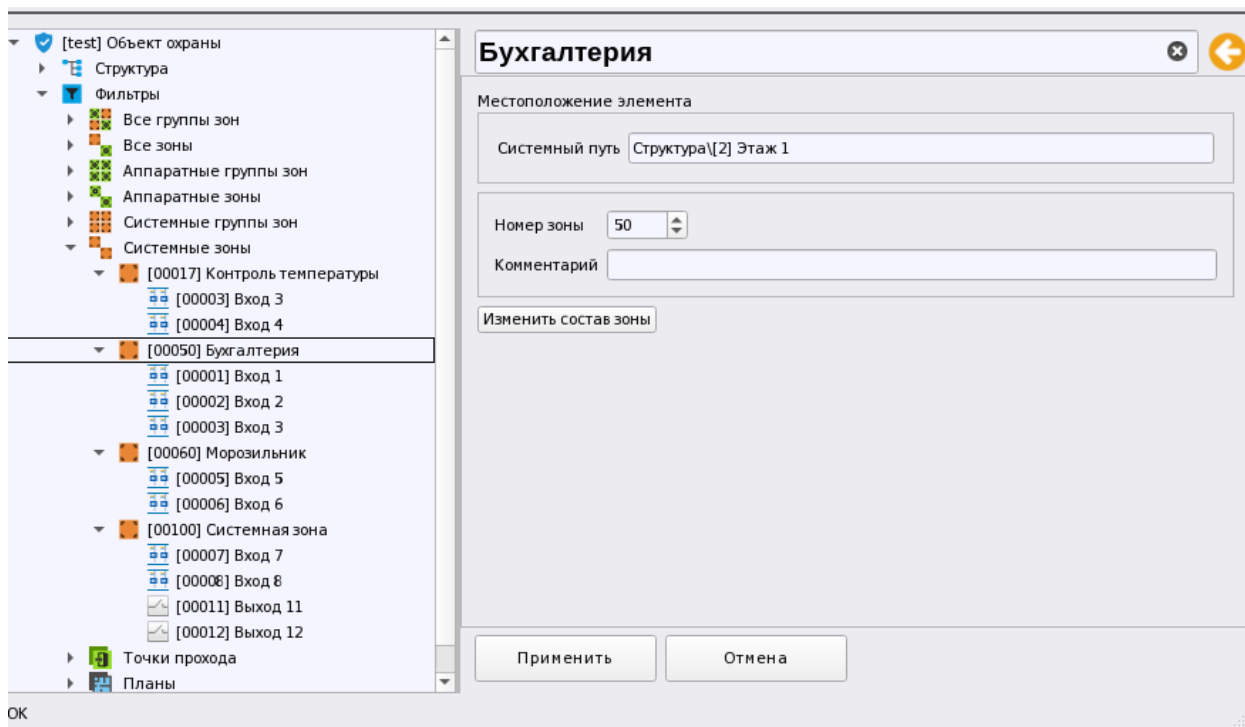 [test] Объект охраны
Структура
Фильтры
Все группы зон
Все зоны
Аппаратные группы зон
Аппаратные зоны
Системные группы зон
Системные зоны
[00017] Контроль температуры
[00003] Вход 3
[00004] Вход 4
[00050] Бухгалтерия
[00001] Вход 1
[00002] Вход 2
[00003] Вход 3
[00060] Морозильник
[00005] Вход 5
[00006] Вход 6
[00100] Системная зона
[00007] Вход 7
[00008] Вход 8
[00011] Выход 11
[00012] Выход 12
Точки прохода
Планы
Бухгалтерия
Местоположение элемента
Системный путь Структура\[2] Этаж 1
Номер зоны 50
Комментарий
Изменить состав зоны
Применить Отмена
ОК